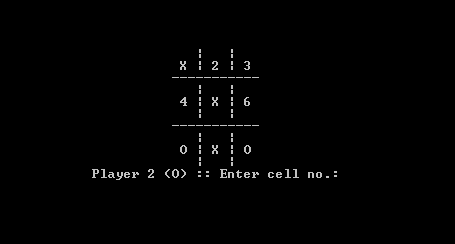 X ¦ 2 ¦ 3
4 ¦ X ¦ 6
O ¦ X ¦ O
Player 2 (O) :: Enter cell no.: